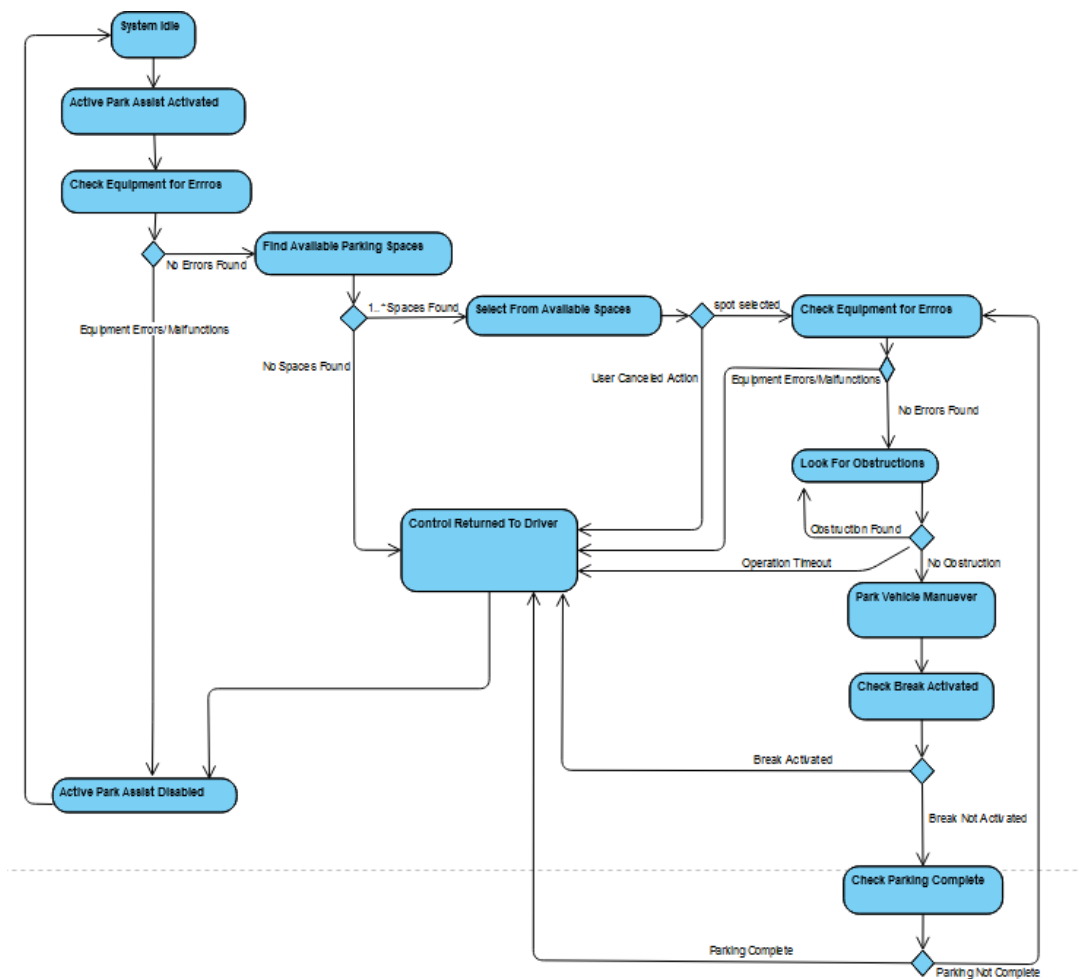 System Idle
Active Park Assist Activated
Check Equipment for Errros
No Errors Found
Find Available Parking Spaces
Equipment Errors/Malfunctions
1..* Spaces Found
Select From Available Spaces
spot selected
Check Equipment for Errros
No Spaces Found
User Canceled Action
Equipment Errors/Malfunctions
No Errors Found
Look For Obstructions
Control Returned To Driver
Obstruction Found
Operation Timeout
No Obstruction
Park Vehicle Manuever
Check Break Activated
Break Activated
Active Park Assist Disabled
Break Not Activated
Check Parking Complete
Parking Complete
Parking Not Complete